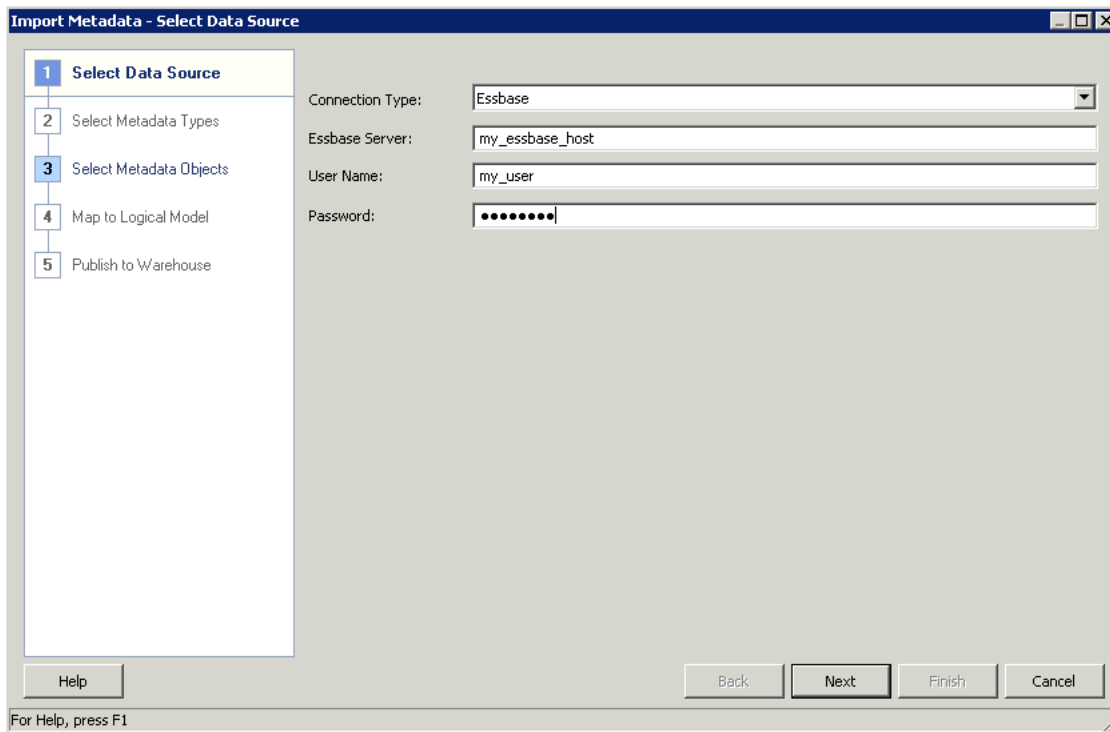 Import Metadata - Select Data Source
1 Select Data Source
2 Select Metadata Types
3 Select Metadata Objects
4 Map to Logical Model
5 Publish to Warehouse
Connection Type: Essbase
Essbase Server: my_essbase_host
User Name: my_user
Password: ●●●●●●●●
Help
Back
Next
Finish
Cancel
For Help, press F1